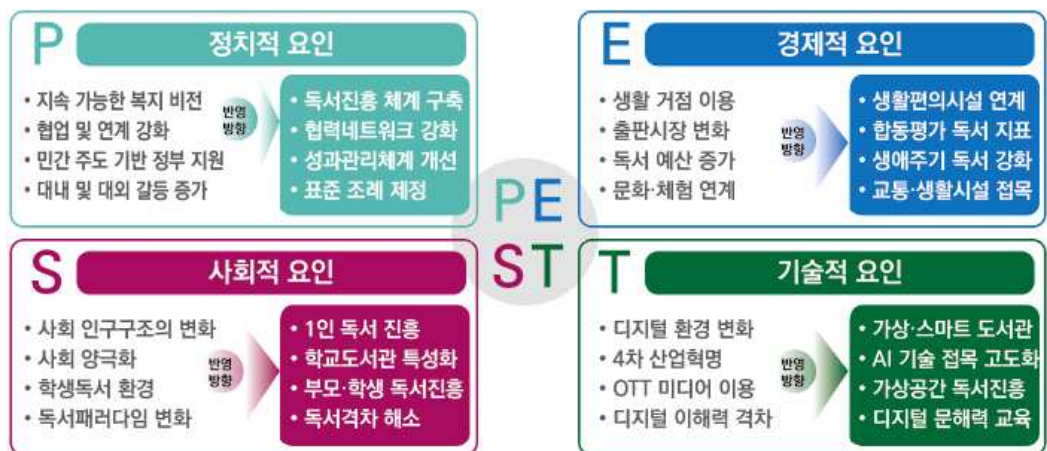 P 정치적 요인
• 지속 가능한 복지 비전
• 협업 및 연계 강화
• 민간 주도 기반 정부 지원
• 대내 및 대외 갈등 증가
반영
방향
• 독서진흥 체계 구축
• 협력네트워크 강화
• 성과관리체계 개선
• 표준 조례 제정
E 경제적 요인
• 생활 거점 이용
• 출판시장 변화
• 독서 예산 증가
• 문화·체험 연계
반영
방향
• 생활편의시설 연계
• 합동평가 독서 지표
• 생애주기 독서 강화
• 교통·생활시설 접목
PE
ST
S 사회적 요인
• 사회 인구구조의 변화
• 사회 양극화
• 학생독서 환경
• 독서패러다임 변화
반영
방향
• 1인 독서 진흥
• 학교도서관 특성화
• 부모·학생 독서진흥
• 독서격차 해소
T 기술적 요인
• 디지털 환경 변화
• 4차 산업혁명
• OTT 미디어 이용
• 디지털 이해력 격차
반영
방향
• 가상·스마트 도서관
• AI 기술 접목 고도화
• 가상공간 독서진흥
• 디지털 문해력 교육